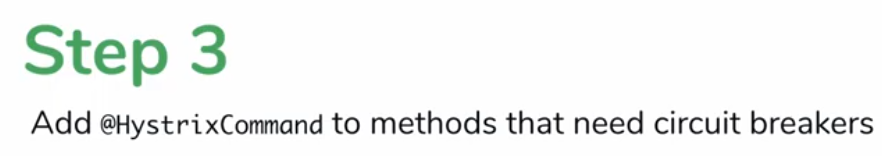 Step 3
Add @HystrixCommand to methods that need circuit breakers